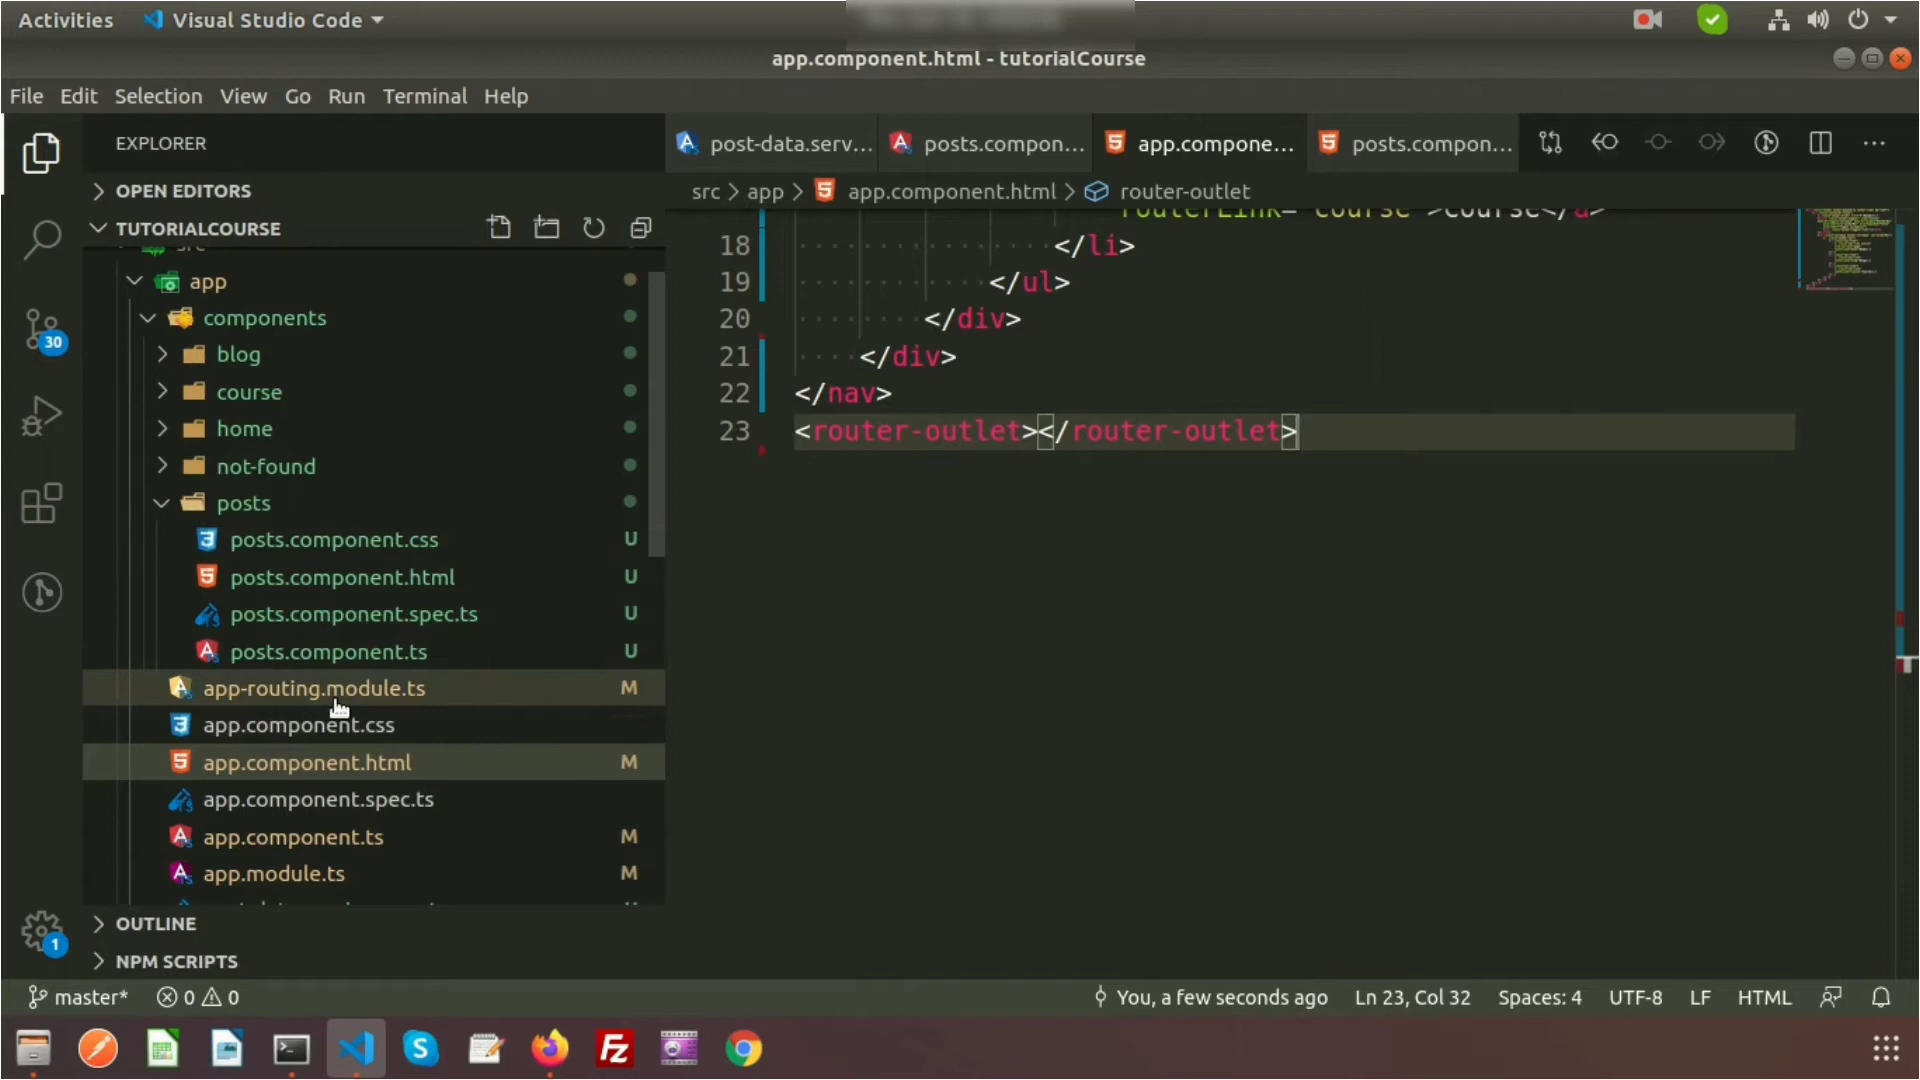 Activities Visual Studio Code
app.component.html - tutorialCourse
File Edit Selection View Go Run Terminal Help
EXPLORER
post-data.serv... posts.compon... app.compone... posts.compon...
OPEN EDITORS
src > app > app.component.html > router-outlet
TUTORIALCOURSE
src
routerLink="course">Course</a>
18 </li>
app
19 </ul>
components
20 </div>
blog
21 </div>
course
22 </nav>
home
23 <router-outlet></router-outlet>
not-found
posts
posts.component.css U
posts.component.html U
posts.component.spec.ts U
posts.component.ts U
app-routing.module.ts M
app.component.css
app.component.html M
app.component.spec.ts
app.component.ts M
app.module.ts M
30
1
OUTLINE
NPM SCRIPTS
master* 0 0 You, a few seconds ago Ln 23, Col 32 Spaces: 4 UTF-8 LF HTML